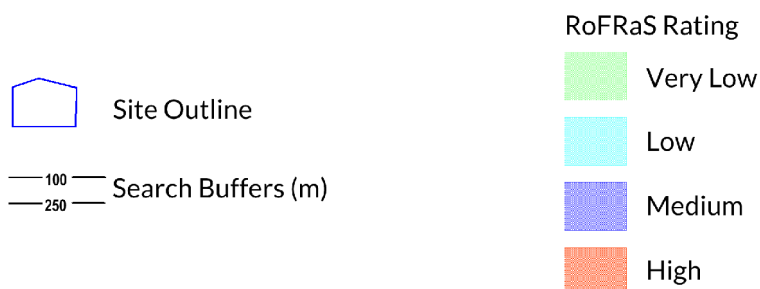 RoFRaS Rating
Very Low
Site Outline
Low
100
Search Buffers (m)
250
Medium
High